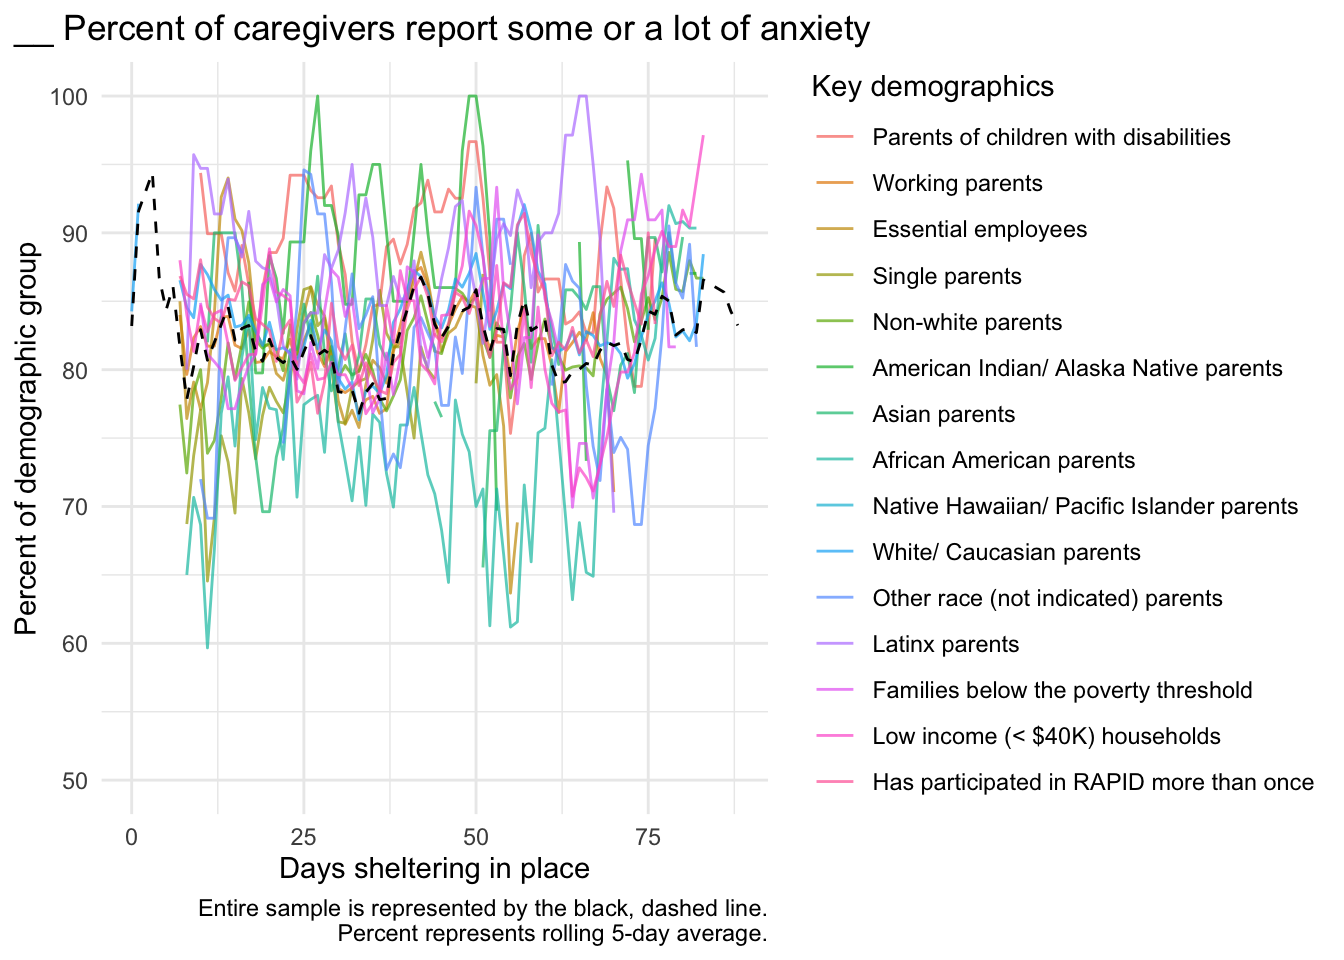 __ Percent of caregivers report some or a lot of anxiety
Percent of demographic group
100
90
80
70
60
50
0
25
50
75
Days sheltering in place
Entire sample is represented by the black, dashed line.
Percent represents rolling 5-day average.
Key demographics
Parents of children with disabilities
Working parents
Essential employees
Single parents
Non-white parents
American Indian/ Alaska Native parents
Asian parents
African American parents
Native Hawaiian/ Pacific Islander parents
White/ Caucasian parents
Other race (not indicated) parents
Latinx parents
Families below the poverty threshold
Low income (< $40K) households
Has participated in RAPID more than once